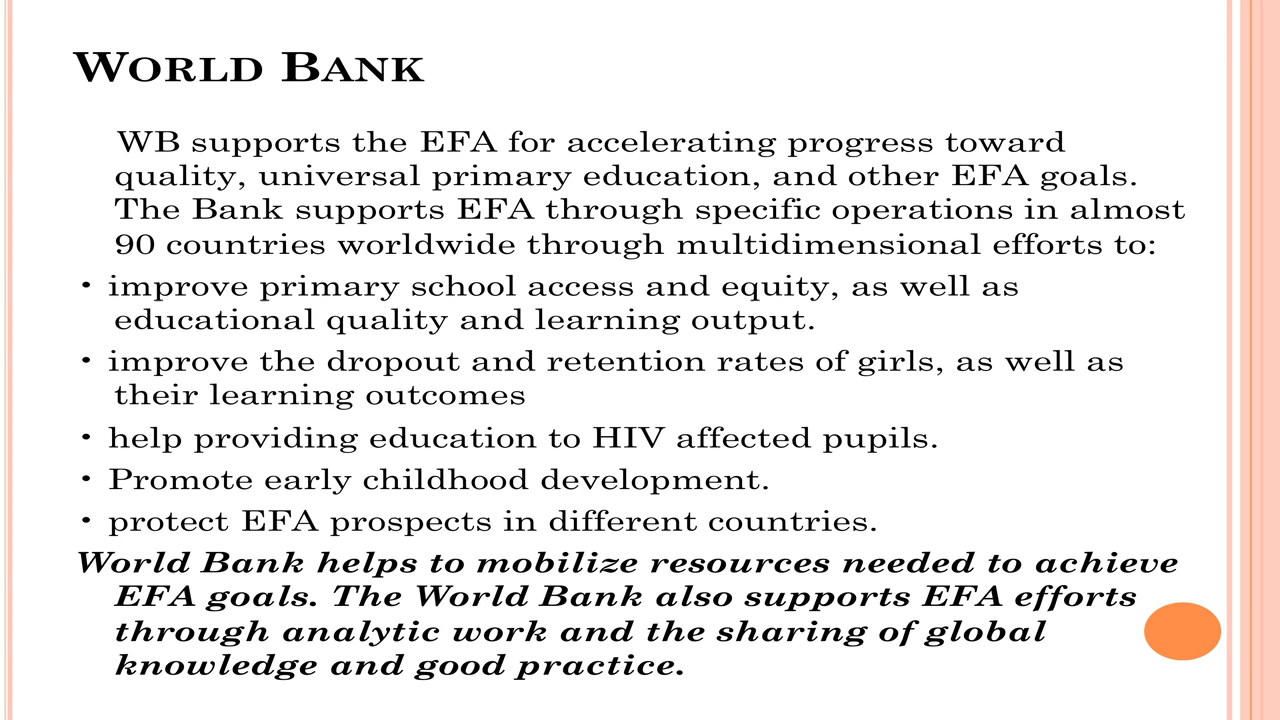 WORLD BANK
WB supports the EFA for accelerating progress toward
quality, universal primary education, and other EFA goals.
The Bank supports EFA through specific operations in almost
90 countries worldwide through multidimensional efforts to:
• improve primary school access and equity, as well as
educational quality and learning output.
• improve the dropout and retention rates of girls, as well as
their learning outcomes
• help providing education to HIV affected pupils.
• Promote early childhood development.
• protect EFA prospects in different countries.
World Bank helps to mobilize resources needed to achieve
EFA goals. The World Bank also supports EFA efforts
through analytic work and the sharing of global
knowledge and good practice.